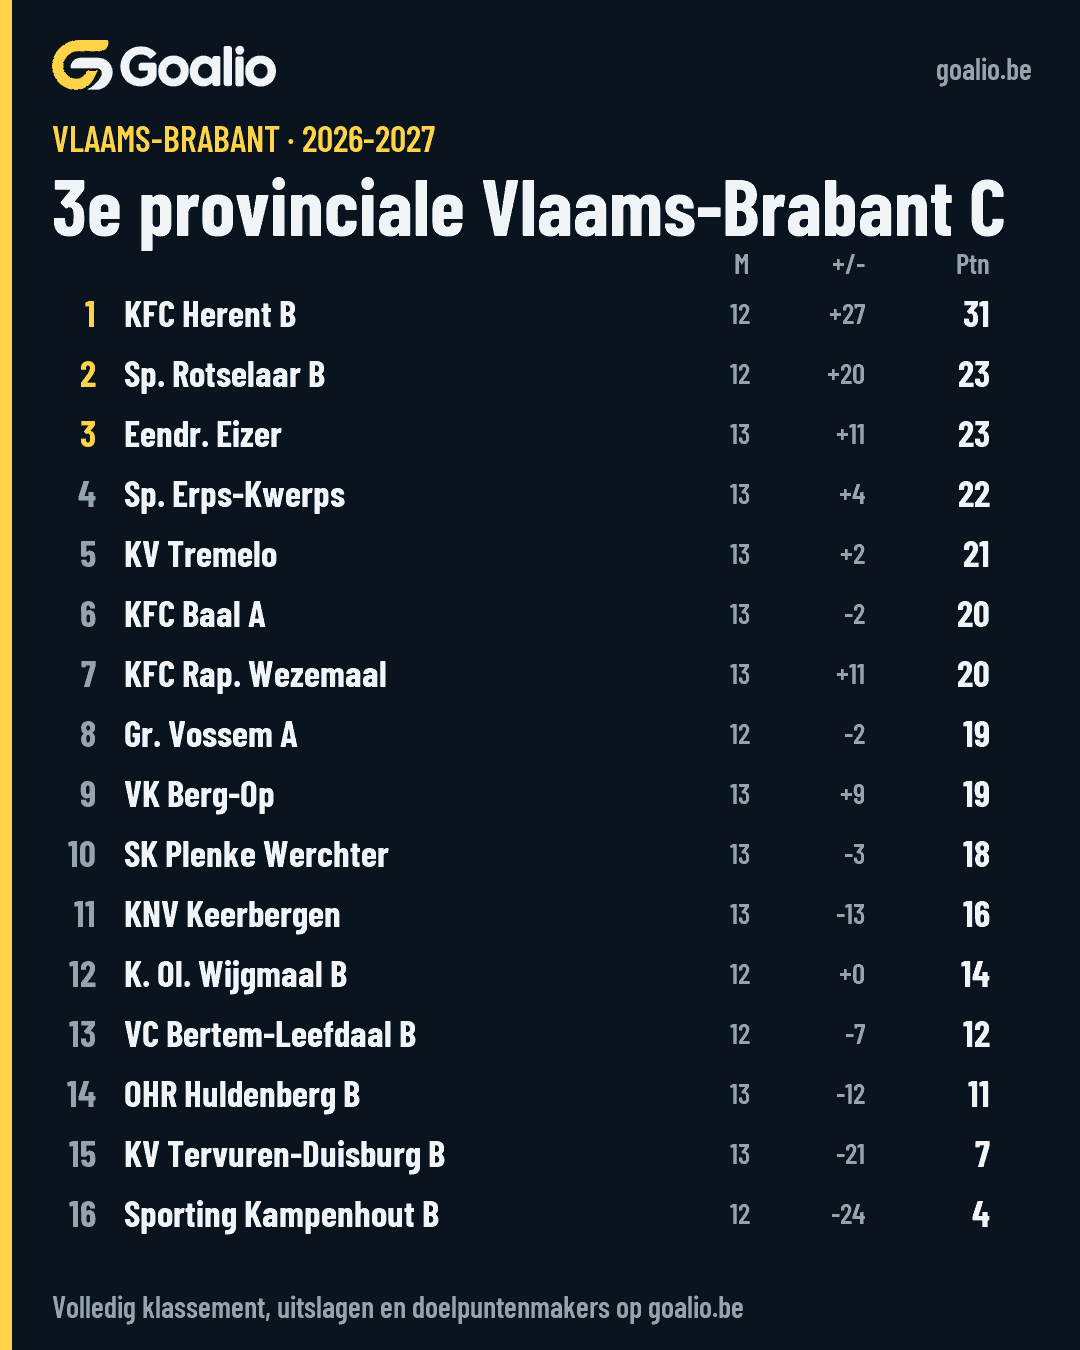 Goalio
goalio.be
VLAAMS-BRABANT · 2026-2027
3e provinciale Vlaams-Brabant C
M +/- Ptn
1 KFC Herent B 12 +27 31
2 Sp. Rotselaar B 12 +20 23
3 Eendr. Eizer 13 +11 23
4 Sp. Erps-Kwerps 13 +4 22
5 KV Tremelo 13 +2 21
6 KFC Baal A 13 -2 20
7 KFC Rap. Wezemaal 13 +11 20
8 Gr. Vossem A 12 -2 19
9 VK Berg-Op 13 +9 19
10 SK Plenke Werchter 13 -3 18
11 KNV Keerbergen 13 -13 16
12 K. Ol. Wijgmaal B 12 +0 14
13 VC Bertem-Leefdaal B 12 -7 12
14 OHR Huldenberg B 13 -12 11
15 KV Tervuren-Duisburg B 13 -21 7
16 Sporting Kampenhout B 12 -24 4
Volledig klassement, uitslagen en doelpuntenmakers op goalio.be